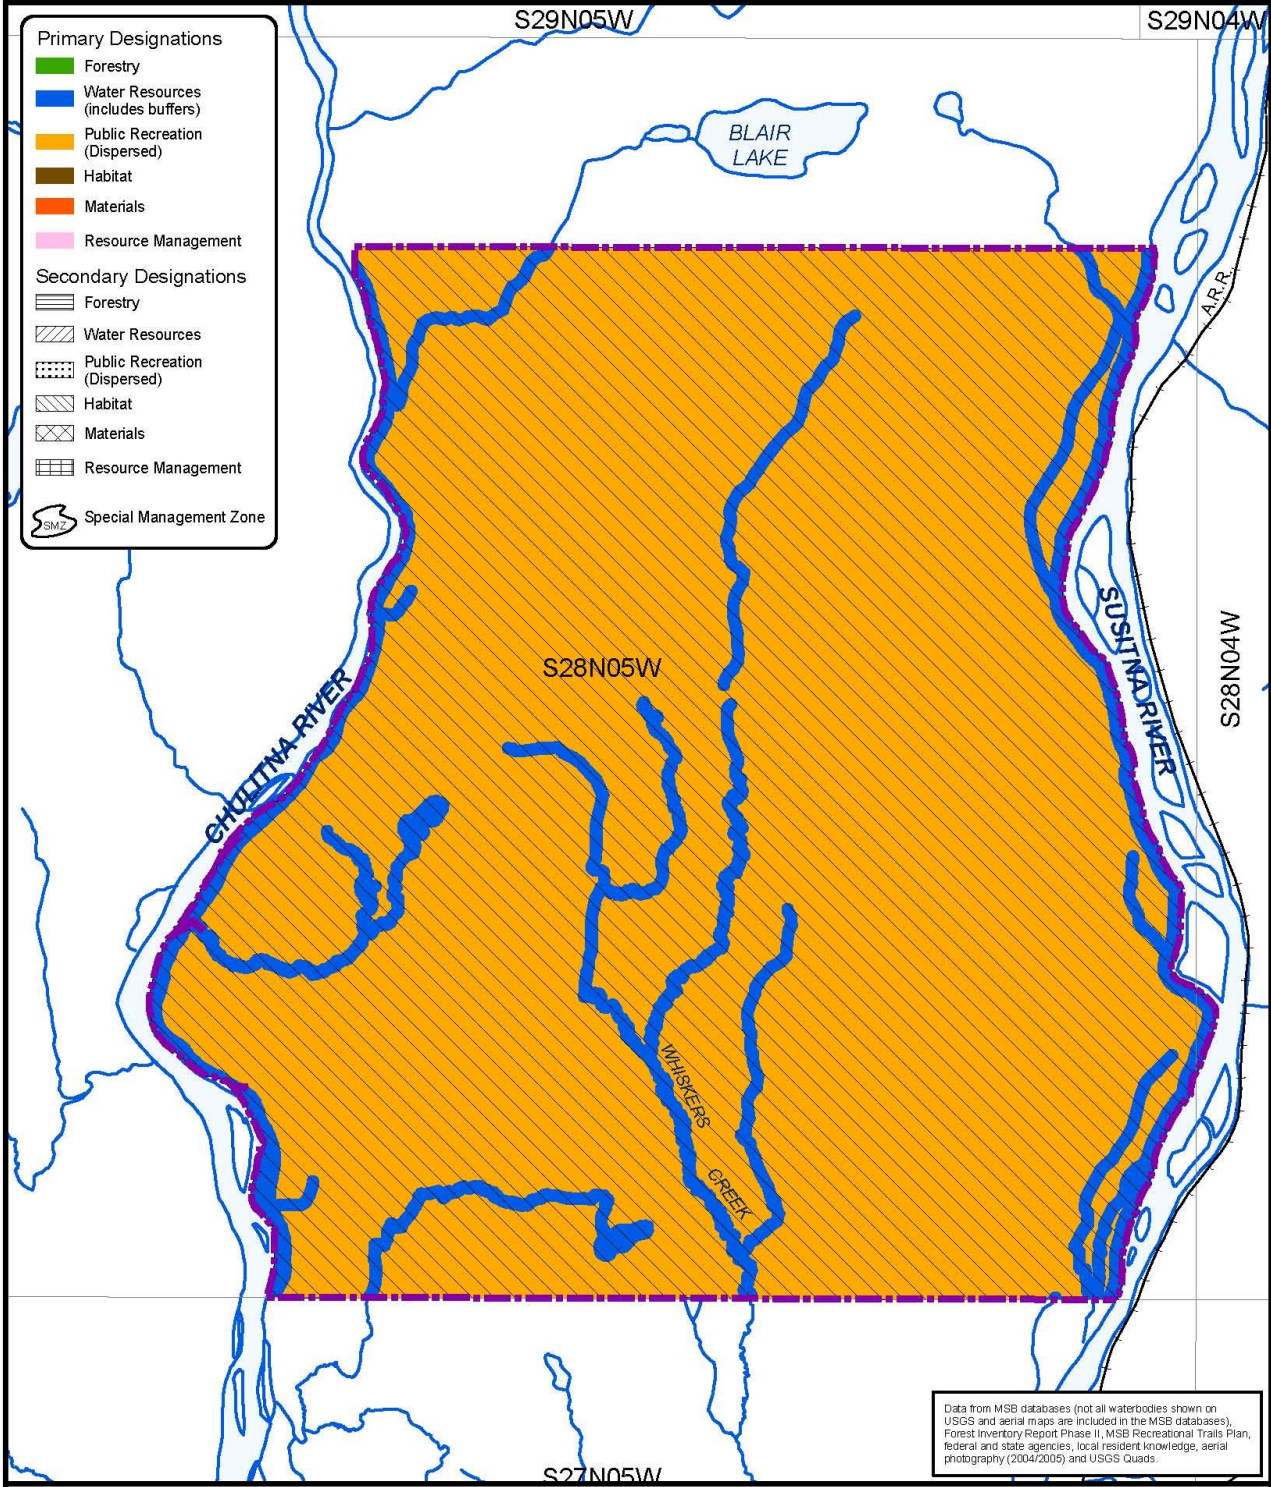 S29N05W
S29N04W
Primary Designations
Forestry
Water Resources
(includes buffers)
Public Recreation
(Dispersed)
Habitat
Materials
Resource Management
Secondary Designations
Forestry
Water Resources
Public Recreation
(Dispersed)
Habitat
Materials
Resource Management
SMZ
Special Management Zone
BLAIR
LAKE
A.R.R.
SUSITNA RIVER
S28N04W
S28N05W
CHULITNA RIVER
WHISKERS
CREEK
Data from MSB databases (not all waterbodies shown on
USGS and aerial maps are included in the MSB databases),
Forest Inventory Report Phase II, MSB Recreational Trails Plan,
federal and state agencies, local resident knowledge, aerial
photography (2004/2005) and USGS Quads.
S27N05W